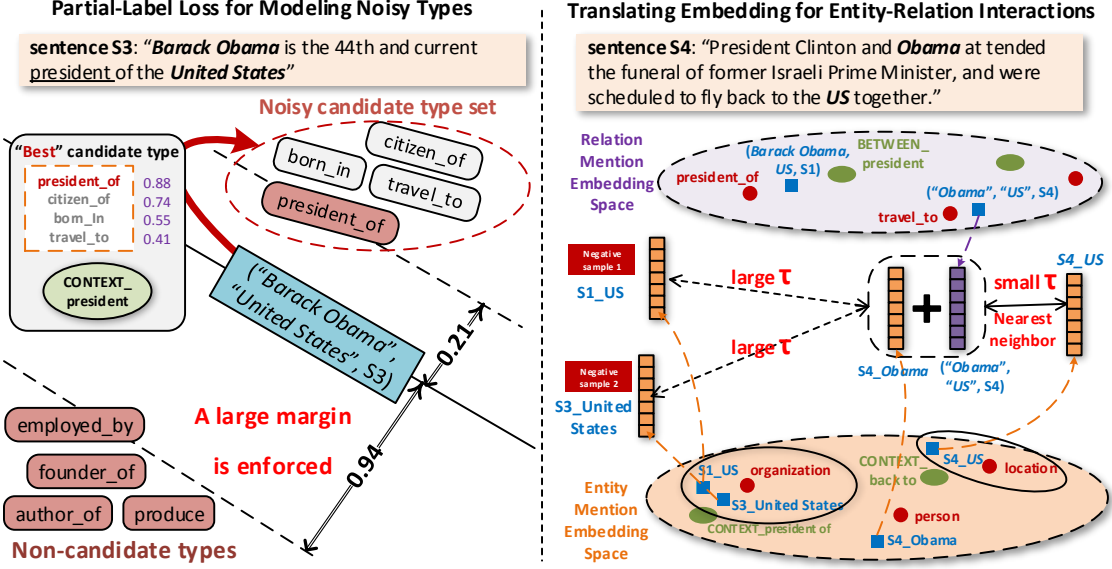 Partial-Label Loss for Modeling Noisy Types
sentence S3: “Barack Obama is the 44th and current
president of the United States”
Noisy candidate type set
“Best” candidate type
president_of 0.88
citizen_of 0.74
born_In 0.55
travel_to 0.41
CONTEXT_
president
citizen_of
born_in
travel_to
president_of
(“Barack Obama”,
“United States”, S3)
0.21
0.94
A large margin
is enforced
employed_by
founder_of
author_of
produce
Non-candidate types
Translating Embedding for Entity-Relation Interactions
sentence S4: “President Clinton and Obama at tended
the funeral of former Israeli Prime Minister, and were
scheduled to fly back to the US together.”
Relation
Mention
Embedding
Space
president_of
(Barack Obama,
US, S1)
BETWEEN_
president
travel_to
(“Obama”, “US”, S4)
Negative
sample 1
S1_US
large τ
large τ
Negative
sample 2
S3_United
States
+
S4_Obama
(“Obama”,
“US”, S4)
small τ
Nearest
neighbor
S4_US
Entity
Mention
Embedding
Space
S1_US
organization
S3_United States
CONTEXT_president of
CONTEXT_
back to
S4_US
location
person
S4_Obama